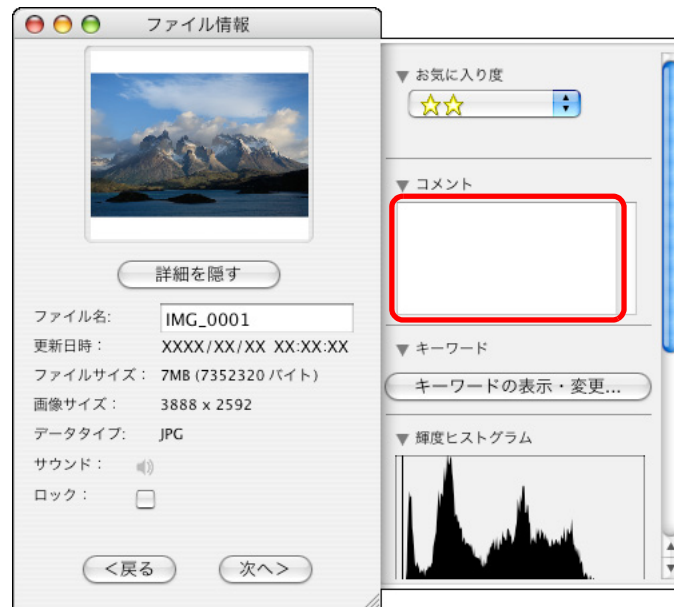 ファイル情報
詳細を隠す
ファイル名: IMG_0001
更新日時： XXXX/XX/XX XX:XX:XX
ファイルサイズ： 7MB (7352320 バイト)
画像サイズ： 3888 x 2592
データタイプ: JPG
サウンド：
ロック：
<戻る 次へ>
▼ お気に入り度
☆☆
▼ コメント
▼ キーワード
キーワードの表示・変更...
▼ 輝度ヒストグラム